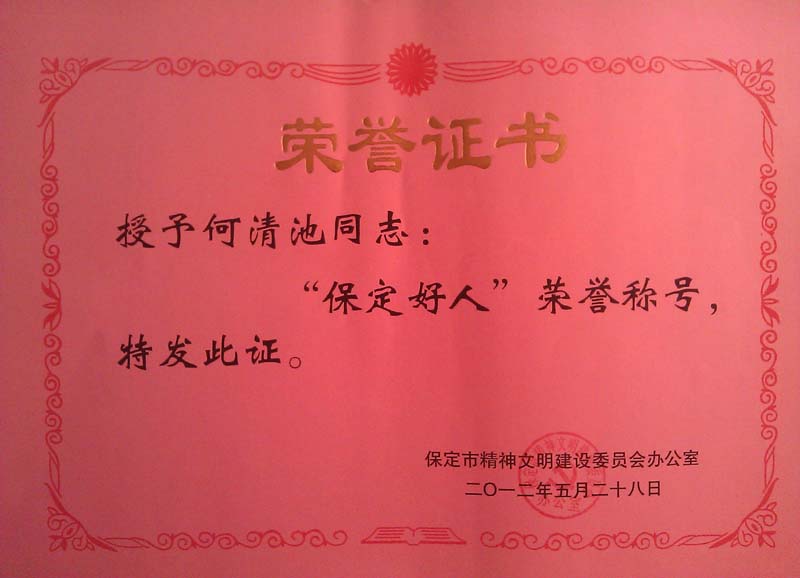 荣誉证书
授予何清池同志：
“保定好人”荣誉称号，
特发此证。
保定市精神文明建设委员会办公室
二〇一二年五月二十八日